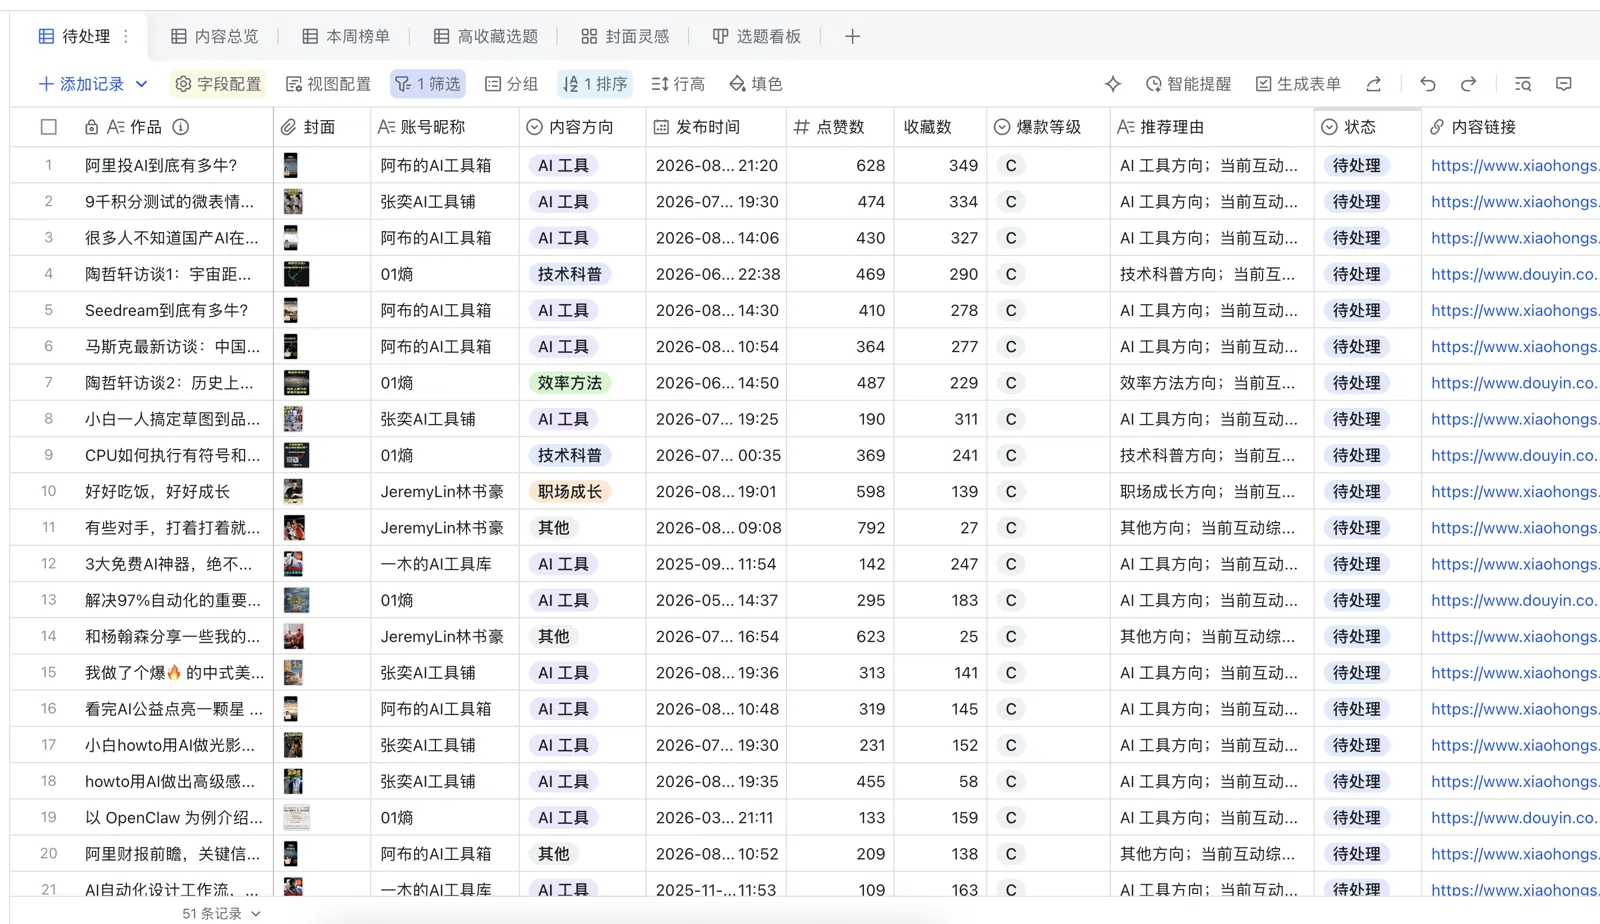 待处理 内容总览 本周榜单 高收藏选题 封面灵感 选题看板
添加记录 字段配置 视图配置 1 筛选 分组 1 排序 行高 填色 智能提醒 生成表单
作品 封面 账号昵称 内容方向 发布时间 点赞数 收藏数 爆款等级 推荐理由 状态 内容链接
1 阿里投AI到底有多牛? 阿布的AI工具箱 AI 工具 2026-08... 21:20 628 349 C AI 工具方向；当前互动... 待处理 https://www.xiaohongs.
2 9千积分测试的微表情... 张奕AI工具铺 AI 工具 2026-07... 19:30 474 334 C AI 工具方向；当前互动... 待处理 https://www.xiaohongs.
3 很多人不知道国产AI在... 阿布的AI工具箱 AI 工具 2026-08... 14:06 430 327 C AI 工具方向；当前互动... 待处理 https://www.xiaohongs.
4 陶哲轩访谈1：宇宙距... 01熵 技术科普 2026-06... 22:38 469 290 C 技术科普方向；当前互... 待处理 https://www.douyin.co..
5 Seedream到底有多牛? 阿布的AI工具箱 AI 工具 2026-08... 14:30 410 278 C AI 工具方向；当前互动... 待处理 https://www.xiaohongs.
6 马斯克最新访谈：中国... 阿布的AI工具箱 AI 工具 2026-08... 10:54 364 277 C AI 工具方向；当前互动... 待处理 https://www.xiaohongs.
7 陶哲轩访谈2：历史上... 01熵 效率方法 2026-06... 14:50 487 229 C 效率方法方向；当前互... 待处理 https://www.douyin.co..
8 小白一人搞定草图到品... 张奕AI工具铺 AI 工具 2026-07... 19:25 190 311 C AI 工具方向；当前互动... 待处理 https://www.xiaohongs.
9 CPU如何执行有符号和... 01熵 技术科普 2026-07... 00:35 369 241 C 技术科普方向；当前互... 待处理 https://www.douyin.co..
10 好好吃饭，好好成长 JeremyLin林书豪 职场成长 2026-08... 19:01 598 139 C 职场成长方向；当前互... 待处理 https://www.xiaohongs.
11 有些对手，打着打着就... JeremyLin林书豪 其他 2026-08... 09:08 792 27 C 其他方向；当前互动综... 待处理 https://www.xiaohongs.
12 3大免费AI神器，绝不... 一木的AI工具库 AI 工具 2025-09... 11:54 142 247 C AI 工具方向；当前互动... 待处理 https://www.xiaohongs.
13 解决97%自动化的重要... 01熵 AI 工具 2026-05... 14:37 295 183 C AI 工具方向；当前互动... 待处理 https://www.douyin.co..
14 和杨翰森分享一些我的... JeremyLin林书豪 其他 2026-07... 16:54 623 25 C 其他方向；当前互动综... 待处理 https://www.xiaohongs.
15 我做了个爆🔥的中式美... 张奕AI工具铺 AI 工具 2026-08... 19:36 313 141 C AI 工具方向；当前互动... 待处理 https://www.xiaohongs.
16 看完AI公益点亮一颗星 ... 阿布的AI工具箱 AI 工具 2026-08... 10:48 319 145 C AI 工具方向；当前互动... 待处理 https://www.xiaohongs.
17 小白howto用AI做光影... 张奕AI工具铺 AI 工具 2026-07... 19:30 231 152 C AI 工具方向；当前互动... 待处理 https://www.xiaohongs.
18 howto用AI做出高级感... 张奕AI工具铺 AI 工具 2026-08... 19:35 455 58 C AI 工具方向；当前互动... 待处理 https://www.xiaohongs.
19 以 OpenClaw 为例介绍... 01熵 AI 工具 2026-03... 21:11 133 159 C AI 工具方向；当前互动... 待处理 https://www.douyin.co..
20 阿里财报前瞻，关键信... 阿布的AI工具箱 其他 2026-08... 10:52 209 138 C 其他方向；当前互动综... 待处理 https://www.xiaohongs.
21 AI自动化设计工作流，... 一木的AI工具库 AI 工具 2025-11-...11:53 109 163 C AI 工具方向；当前互动... 待处理 https://www.xiaohongs.
51 条记录